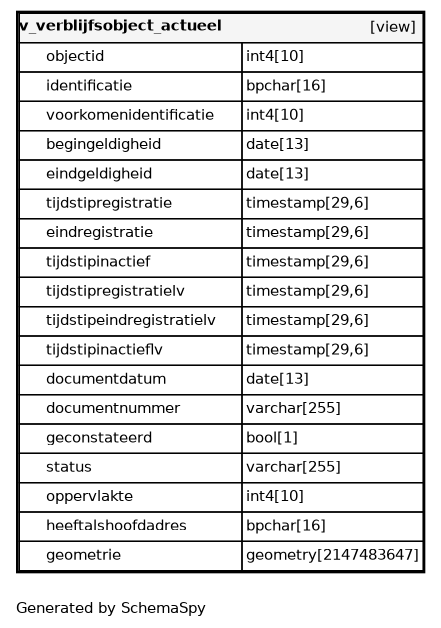 v_verblijfsobject_actueel [view]
objectid int4[10]
identificatie bpchar[16]
voorkomenidentificatie int4[10]
begingeldigheid date[13]
eindgeldigheid date[13]
tijdstipregistratie timestamp[29,6]
eindregistratie timestamp[29,6]
tijdstipinactief timestamp[29,6]
tijdstipregistratielv timestamp[29,6]
tijdstipeindregistratielv timestamp[29,6]
tijdstipinactieflv timestamp[29,6]
documentdatum date[13]
documentnummer varchar[255]
geconstateerd bool[1]
status varchar[255]
oppervlakte int4[10]
heeftalshoofdadres bpchar[16]
geometrie geometry[2147483647]
Generated by SchemaSpy